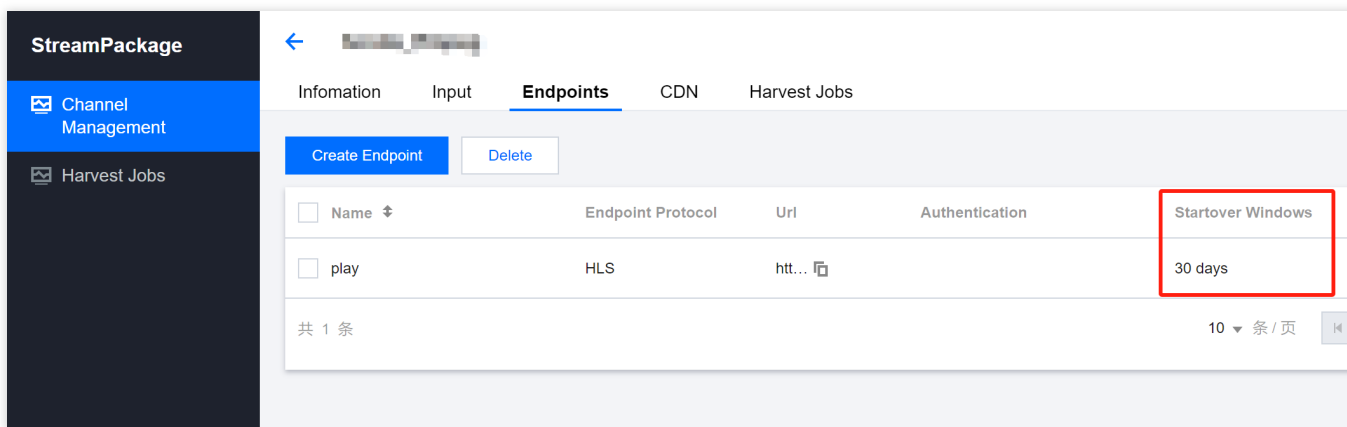 StreamPackage
Channel
Management
Harvest Jobs
Infomation Input Endpoints CDN Harvest Jobs
Create Endpoint Delete
Name Endpoint Protocol Url Authentication Startover Windows
play HLS htt... 30 days
共 1 条 10 条 / 页